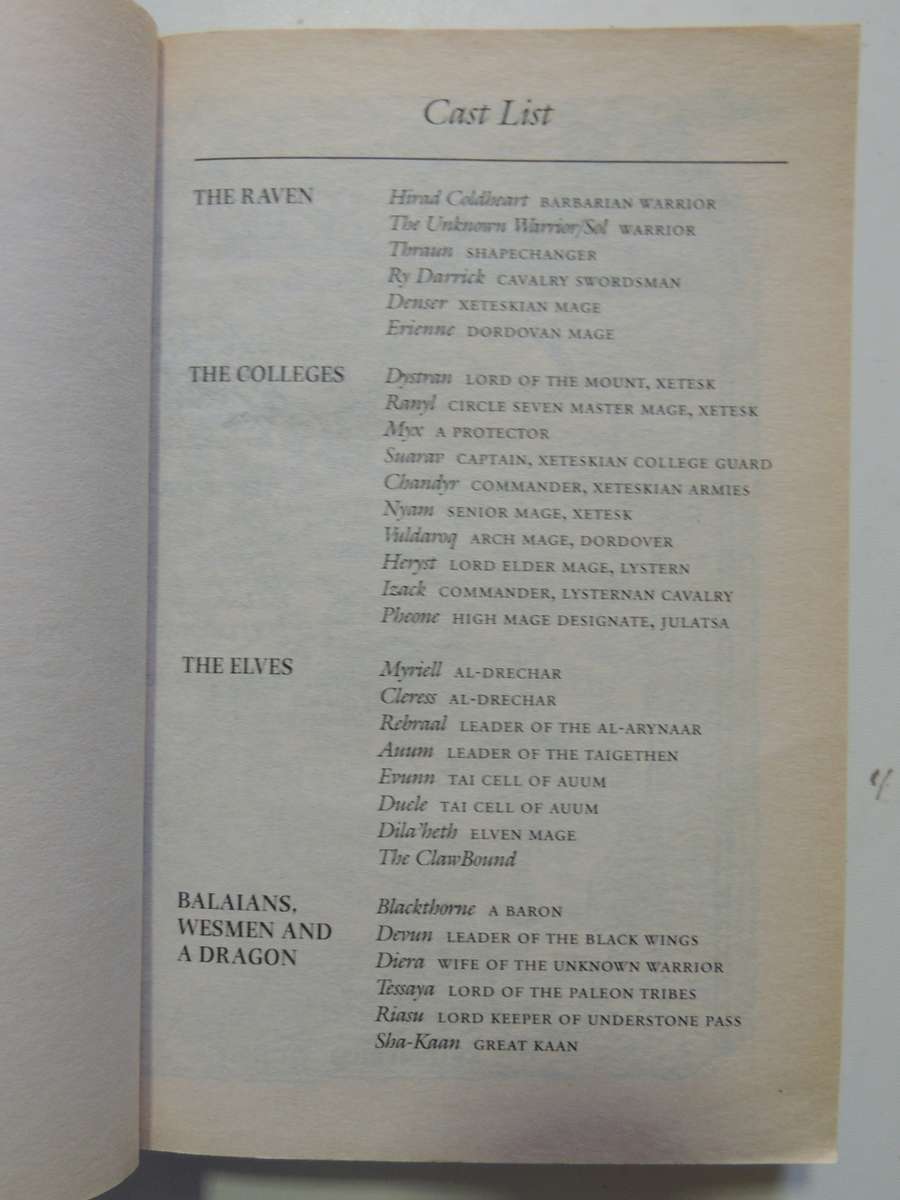 Cast List
THE RAVEN Hirad Coldheart BARBARIAN WARRIOR
The Unknown Warrior/Sol WARRIOR
Thraun SHAPECHANGER
Ry Darrick CAVALRY SWORDSMAN
Denser XETESKIAN MAGE
Erienne DORDOVAN MAGE
THE COLLEGES Dystran LORD OF THE MOUNT, XETESK
Ranyl CIRCLE SEVEN MASTER MAGE, XETESK
Myx A PROTECTOR
Suarav CAPTAIN, XETESKIAN COLLEGE GUARD
Chandyr COMMANDER, XETESKIAN ARMIES
Nyam SENIOR MAGE, XETESK
Vuldaroq ARCH MAGE, DORDOVER
Heryst LORD ELDER MAGE, LYSTERN
Izack COMMANDER, LYSTERNAN CAVALRY
Pheone HIGH MAGE DESIGNATE, JULATSA
THE ELVES Myriell AL-DRECHAR
Cleress AL-DRECHAR
Rebraal LEADER OF THE AL-ARYNAAR
Auum LEADER OF THE TAIGETHEN
Evunn TAI CELL OF AUUM
Duele TAI CELL OF AUUM
Dila'heth ELVEN MAGE
The ClawBound
BALAIANS, Blackthorne A BARON
WESMEN AND Devun LEADER OF THE BLACK WINGS
A DRAGON Diera WIFE OF THE UNKNOWN WARRIOR
Tessaya LORD OF THE PALEON TRIBES
Riasu LORD KEEPER OF UNDERSTONE PASS
Sha-Kaan GREAT KAAN